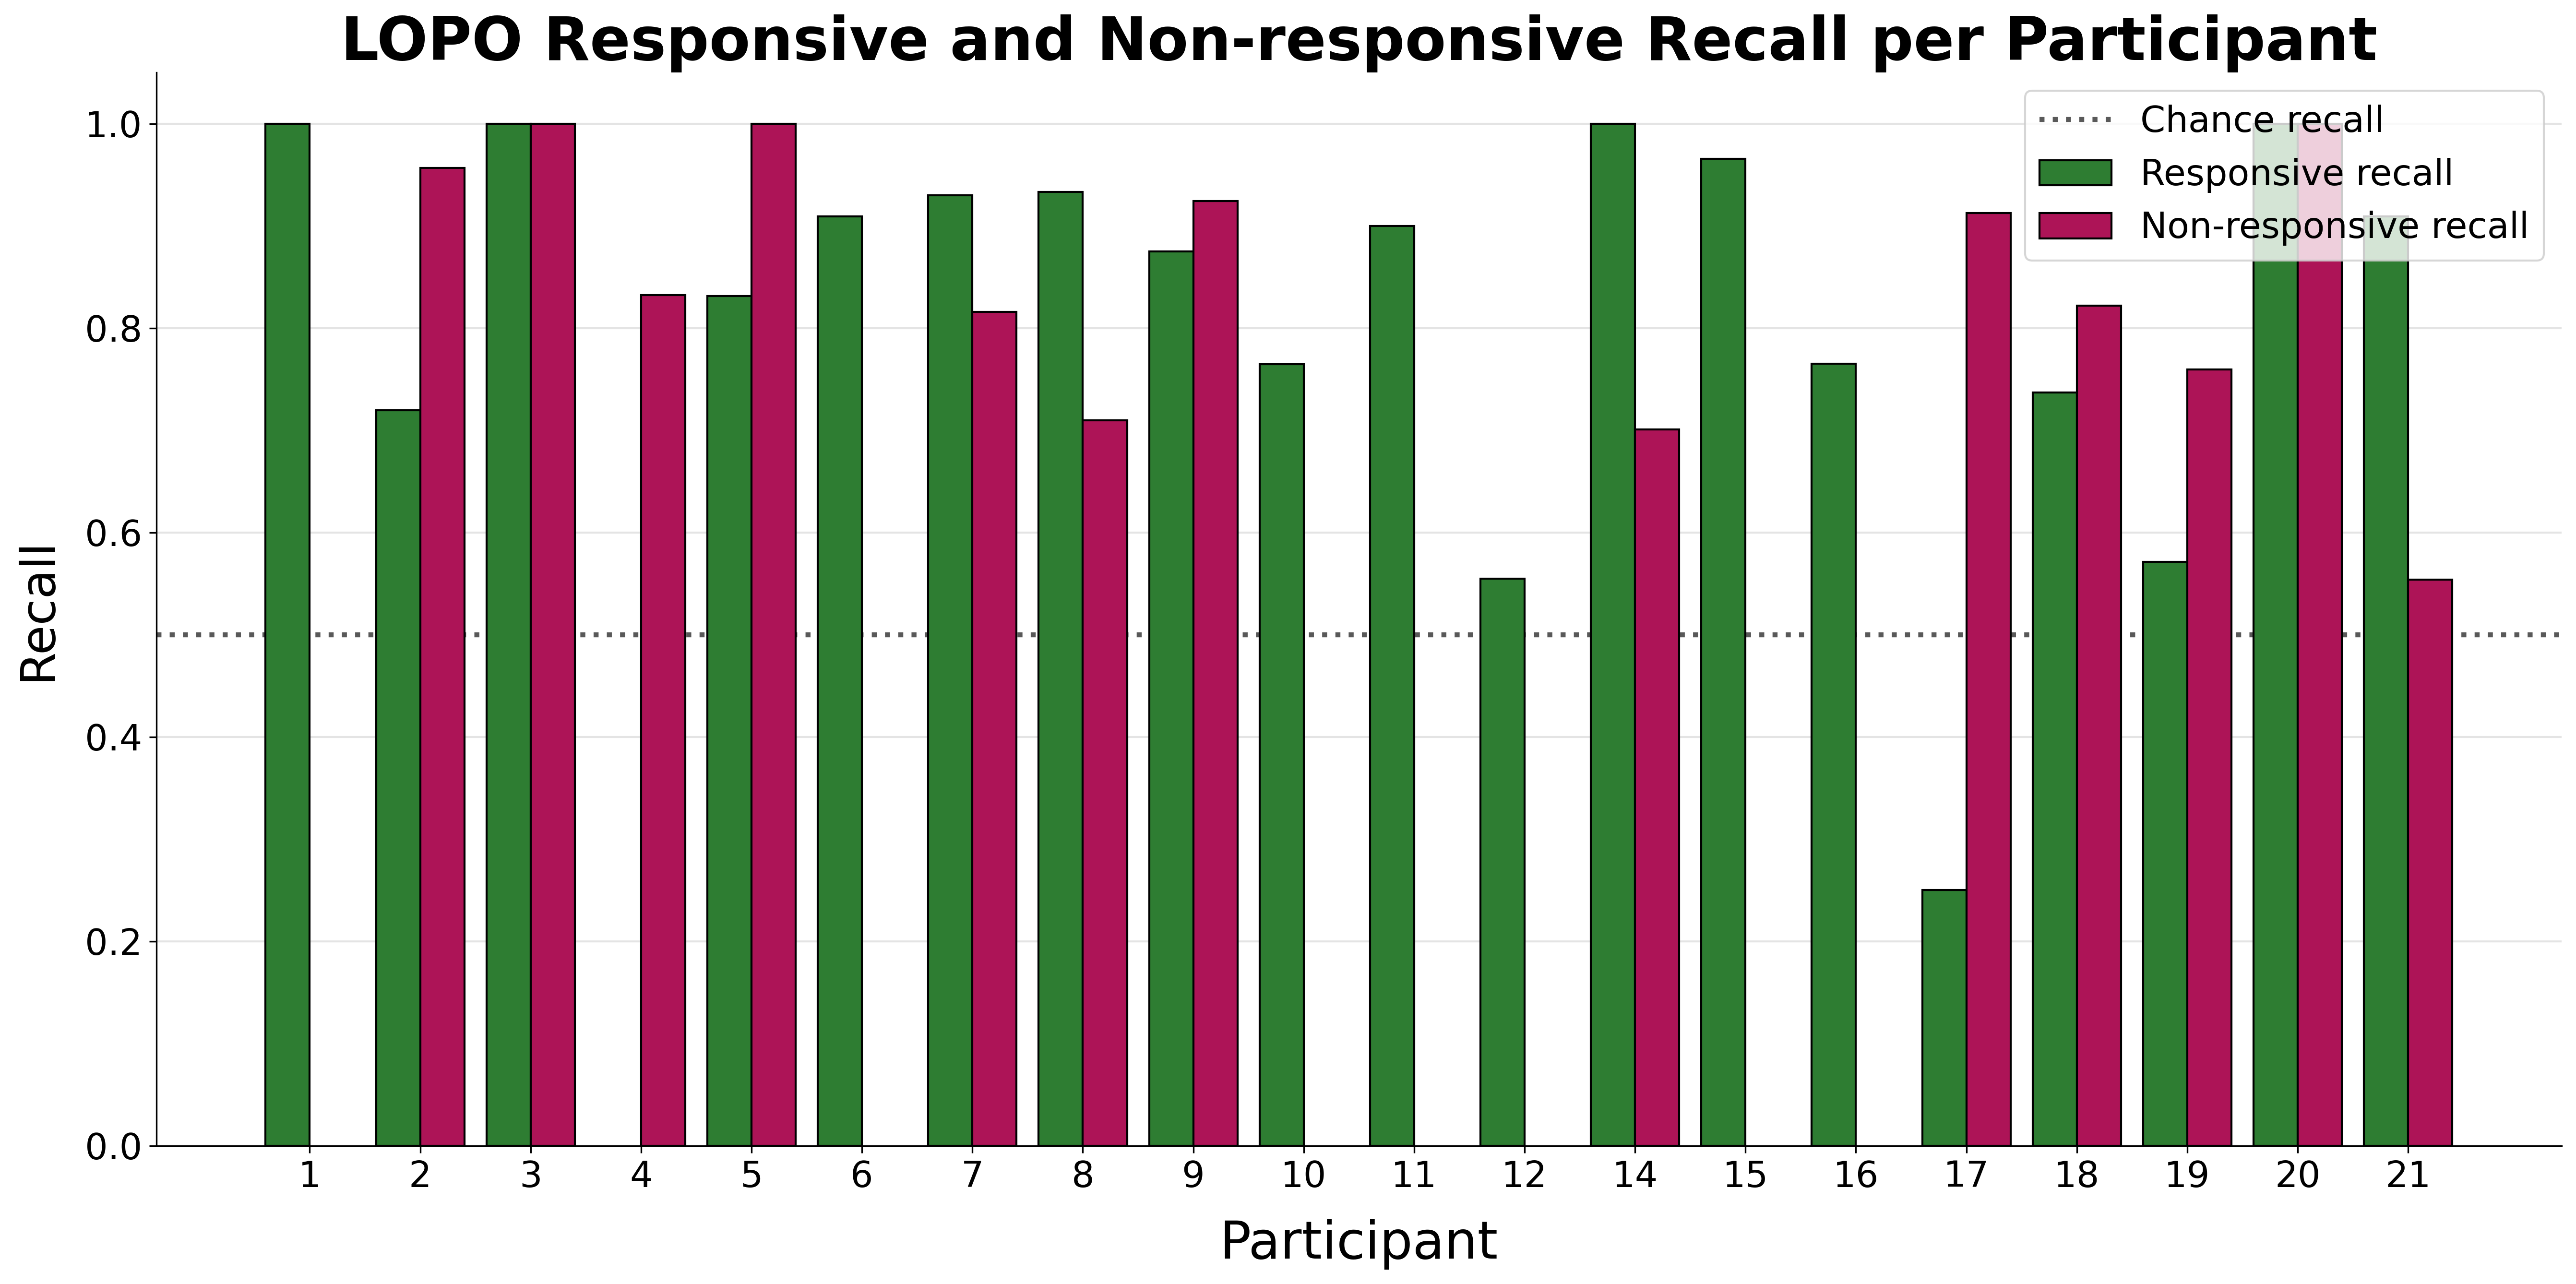 LOPO Responsive and Non-responsive Recall per Participant
Chance recall
Responsive recall
Non-responsive recall
1.0
0.8
0.6
0.4
0.2
0.0
Recall
1 2 3 4 5 6 7 8 9 10 11 12 14 15 16 17 18 19 20 21
Participant